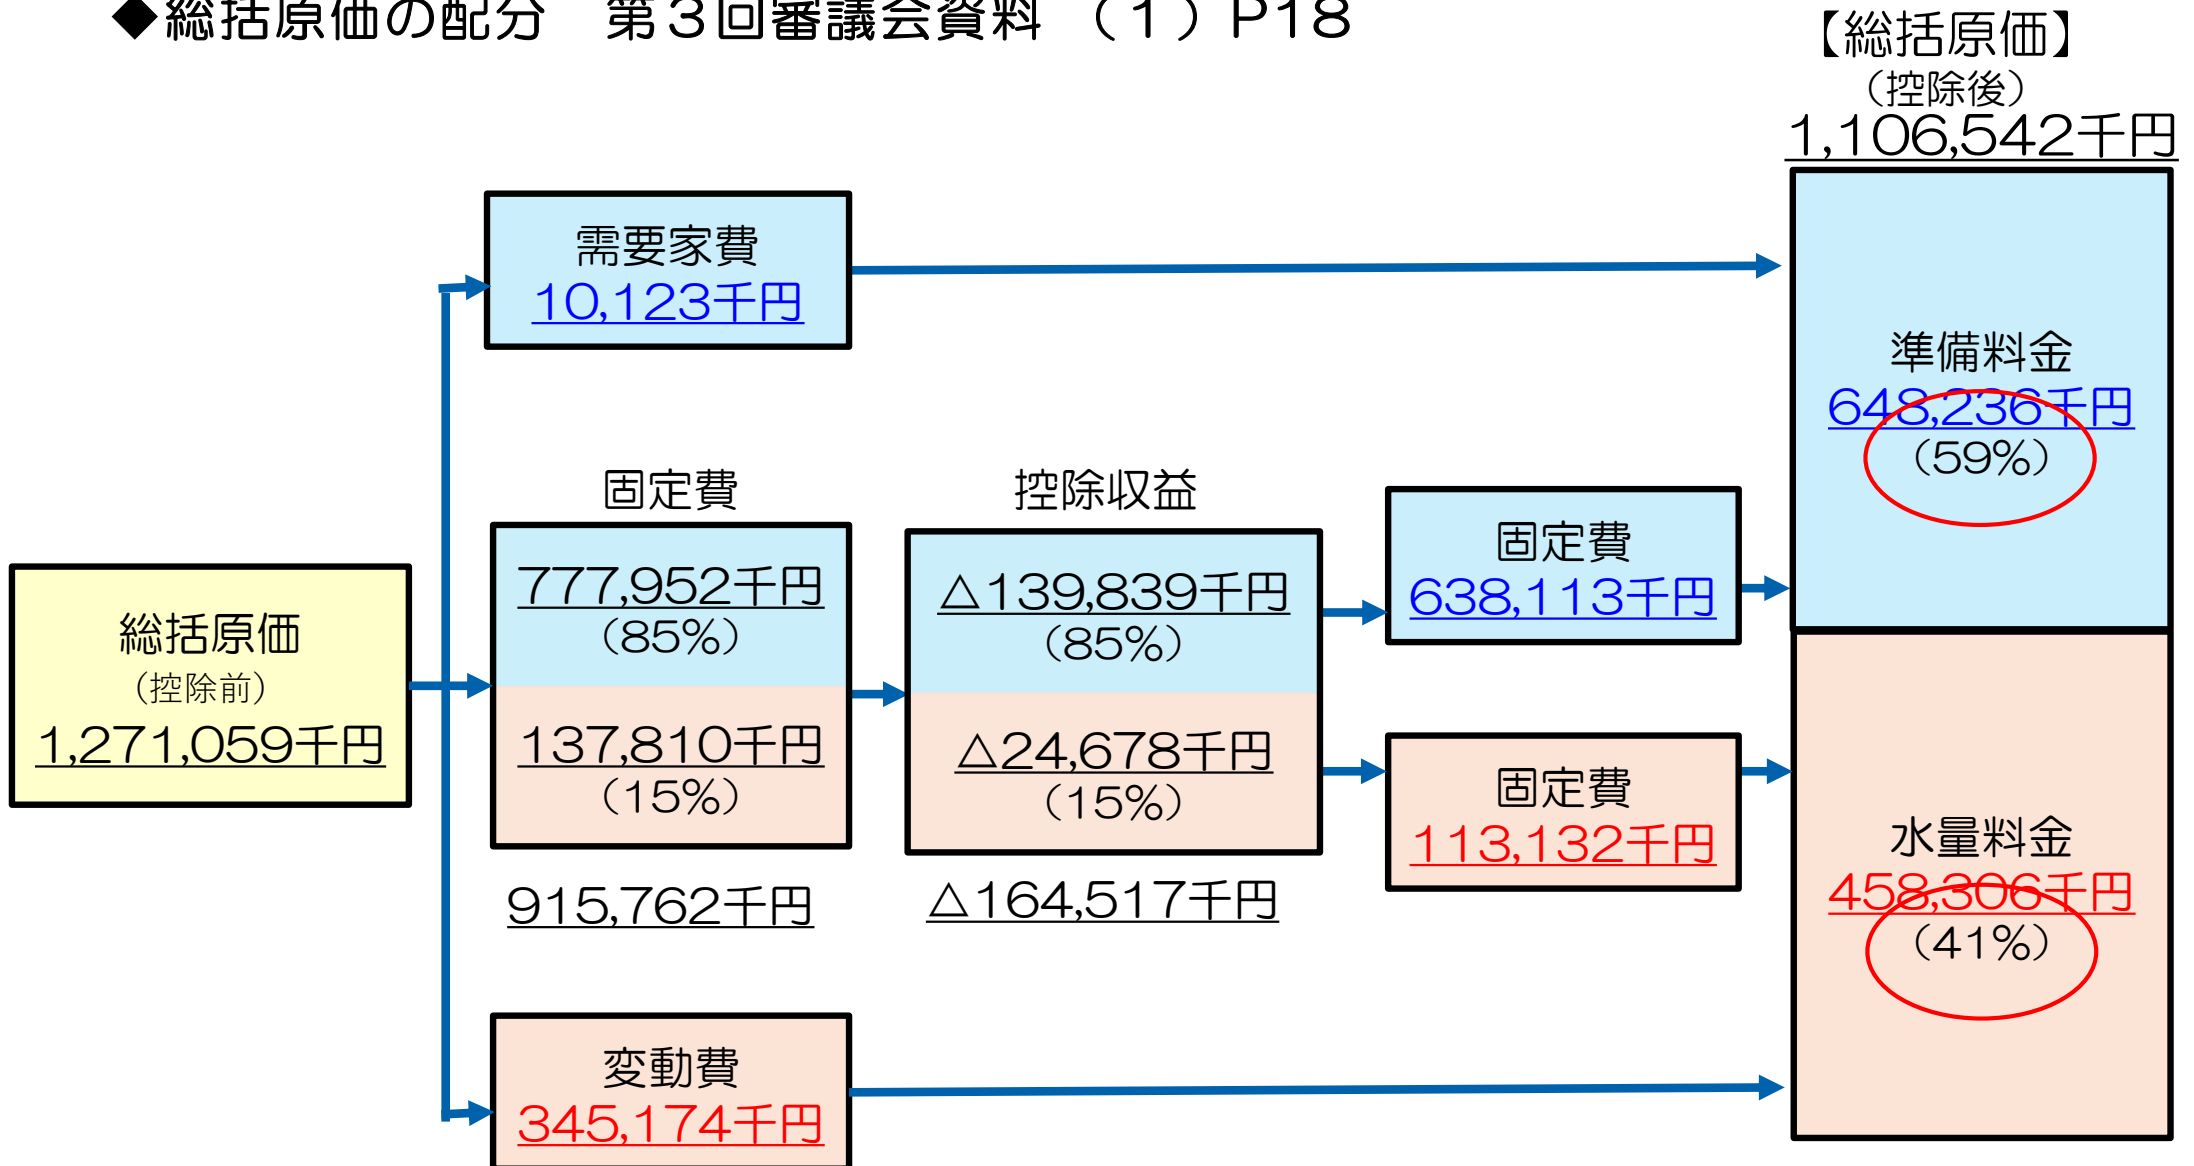 ◆総括原価の配分　第３回審議会資料　（１）Ｐ１８
【総括原価】
（控除後）
1,106,542千円
需要家費
10,123千円
準備料金
648,236千円
（59%）
固定費
777,952千円
（85%）
137,810千円
（15%）
915,762千円
控除収益
△139,839千円
（85%）
△24,678千円
（15%）
△164,517千円
固定費
638,113千円
固定費
113,132千円
総括原価
（控除前）
1,271,059千円
水量料金
458,306千円
（41%）
変動費
345,174千円